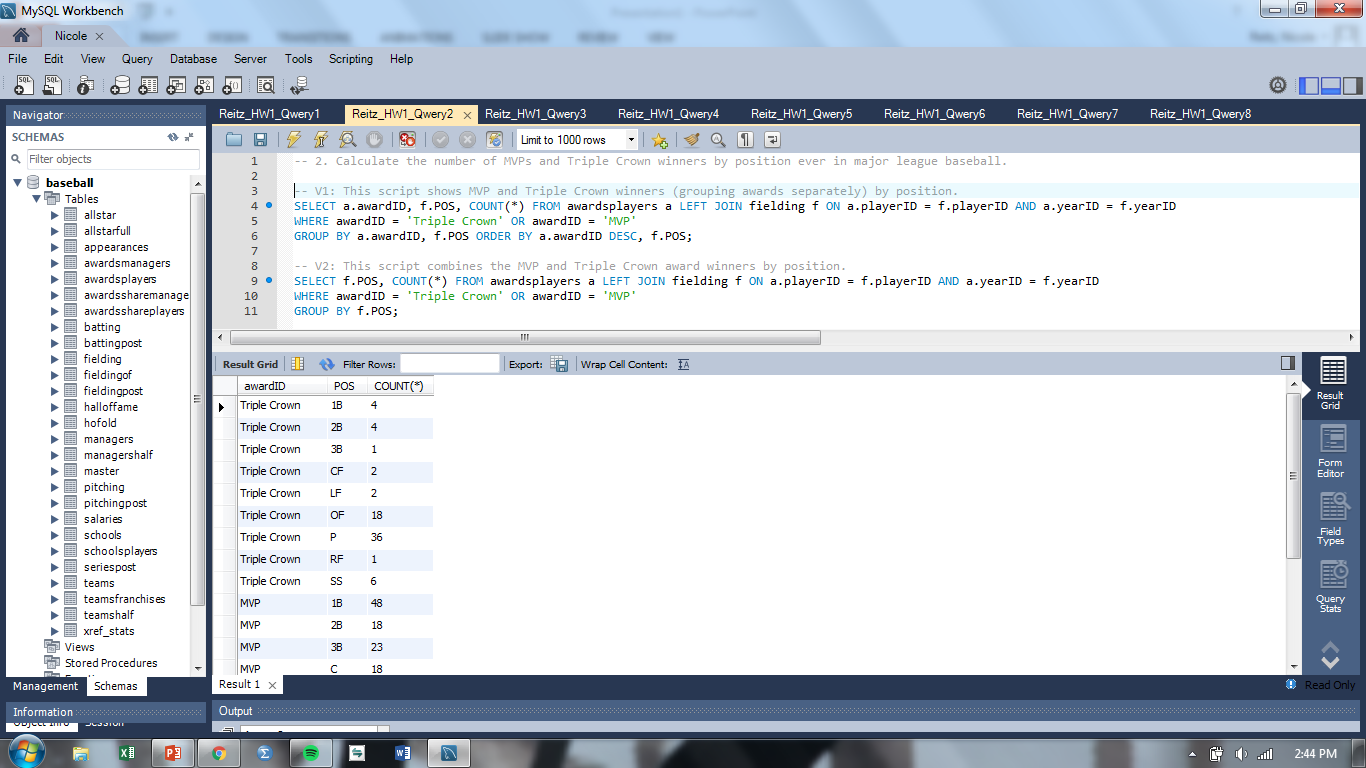 MySQL Workbench
Nicole
File Edit View Query Database Server Tools Scripting Help
Navigator
SCHEMAS
Filter objects
baseball
Tables
allstar
allstarfull
appearances
awardsmanagers
awardsplayers
awardssharemanage
awardsshareplayers
batting
battingpost
fielding
fieldingof
fieldingpost
halloffame
hofold
managers
managershalf
master
pitching
pitchingpost
salaries
schools
schoolsplayers
seriespost
teams
teamsfranchises
teamshalf
xref_stats
Views
Stored Procedures
Management Schemas
Information
Reitz_HW1_Qwery1 Reitz_HW1_Qwery2 Reitz_HW1_Qwery3 Reitz_HW1_Qwery4 Reitz_HW1_Qwery5 Reitz_HW1_Qwery6 Reitz_HW1_Qwery7 Reitz_HW1_Qwery8
Limit to 1000 rows
1 -- 2. Calculate the number of MVPs and Triple Crown winners by position ever in major league baseball.
2
3 -- V1: This script shows MVP and Triple Crown winners (grouping awards separately) by position.
4 SELECT a.awardID, f.POS, COUNT(*) FROM awardsplayers a LEFT JOIN fielding f ON a.playerID = f.playerID AND a.yearID = f.yearID
5 WHERE awardID = 'Triple Crown' OR awardID = 'MVP'
6 GROUP BY a.awardID, f.POS ORDER BY a.awardID DESC, f.POS;
7
8 -- V2: This script combines the MVP and Triple Crown award winners by position.
9 SELECT f.POS, COUNT(*) FROM awardsplayers a LEFT JOIN fielding f ON a.playerID = f.playerID AND a.yearID = f.yearID
10 WHERE awardID = 'Triple Crown' OR awardID = 'MVP'
11 GROUP BY f.POS;
Result Grid Filter Rows: Export: Wrap Cell Content:
awardID POS COUNT(*)
Triple Crown 1B 4
Triple Crown 2B 4
Triple Crown 3B 1
Triple Crown CF 2
Triple Crown LF 2
Triple Crown OF 18
Triple Crown P 36
Triple Crown RF 1
Triple Crown SS 6
MVP 1B 48
MVP 2B 18
MVP 3B 23
MVP C 18
Result
Grid
Form
Editor
Field
Types
Query
Stats
Result 1
Read Only
Output
2:44 PM